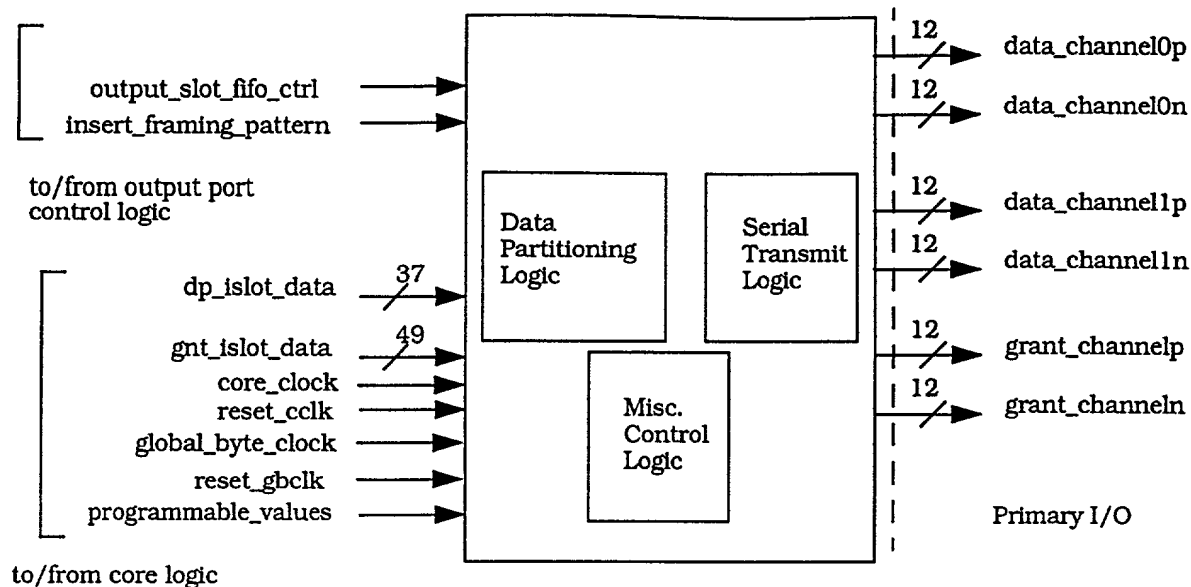 output_slot_fifo_ctrl
insert_framing_pattern
to/from output port
control logic
dp_islot_data
37
gnt_islot_data
49
core_clock
reset_cclk
global_byte_clock
reset_gbclk
programmable_values
to/from core logic
Data
Partitioning
Logic
Serial
Transmit
Logic
Misc.
Control
Logic
12
data_channel0p
12
data_channel0n
12
data_channel1p
12
data_channel1n
12
grant_channelp
12
grant_channeln
Primary I/O